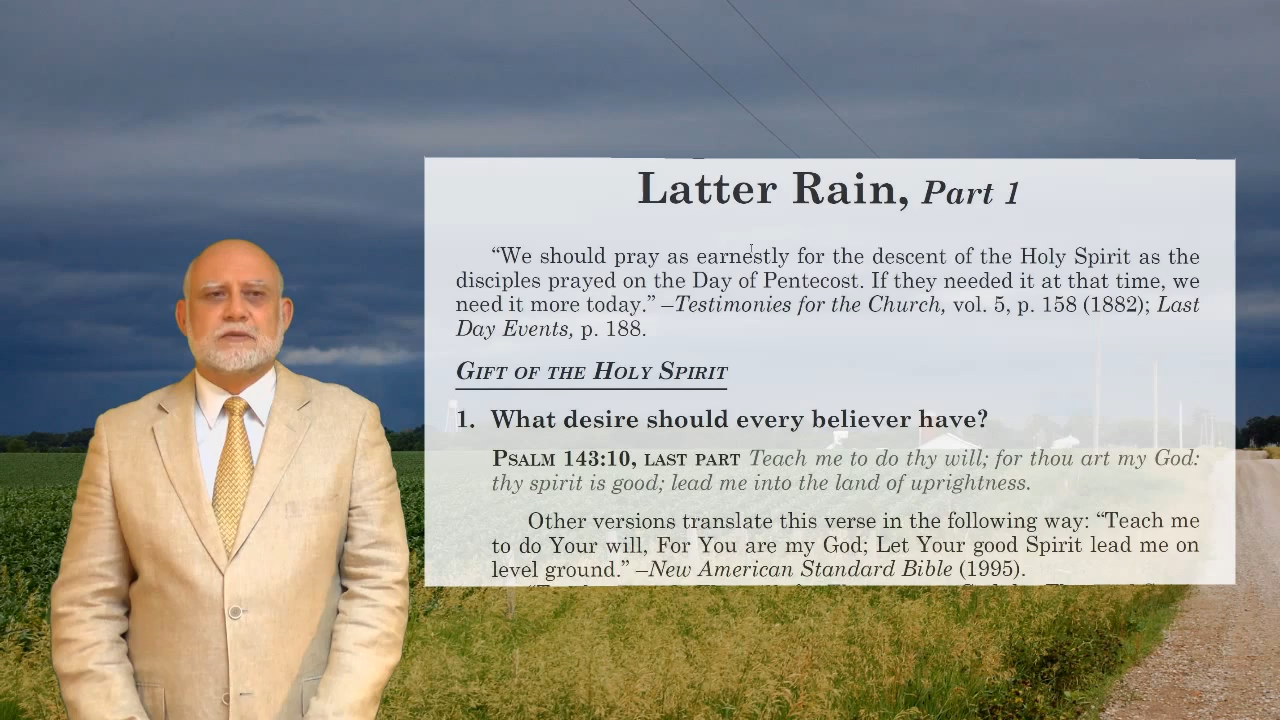 Latter Rain, Part 1
“We should pray as earnestly for the descent of the Holy Spirit as the
disciples prayed on the Day of Pentecost. If they needed it at that time, we
need it more today.” –Testimonies for the Church, vol. 5, p. 158 (1882); Last
Day Events, p. 188.
Gift of the Holy Spirit
1. What desire should every believer have?
Psalm 143:10, last part Teach me to do thy will; for thou art my God:
thy spirit is good; lead me into the land of uprightness.
Other versions translate this verse in the following way: “Teach me
to do Your will, For You are my God; Let Your good Spirit lead me on
level ground.” –New American Standard Bible (1995).